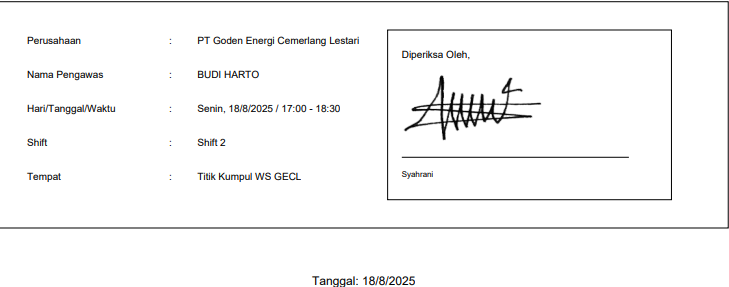 Perusahaan : PT Goden Energi Cemerlang Lestari
Nama Pengawas : BUDI HARTO
Hari/Tanggal/Waktu : Senin, 18/8/2025 / 17:00 - 18:30
Shift : Shift 2
Tempat : Titik Kumpul WS GECL
Diperiksa Oleh,
Syahrani
Tanggal: 18/8/2025